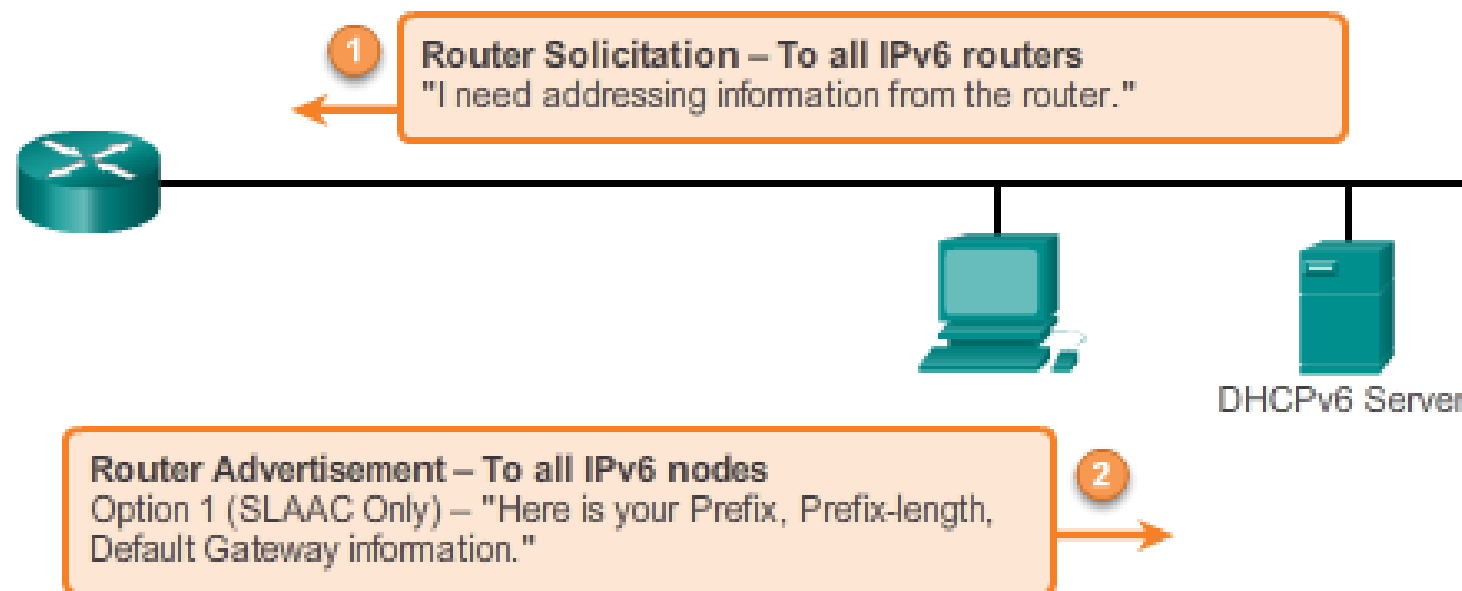 1
Router Solicitation – To all IPv6 routers
"I need addressing information from the router."
DHCPv6 Server
Router Advertisement – To all IPv6 nodes
Option 1 (SLAAC Only) – "Here is your Prefix, Prefix-length,
Default Gateway information."
2